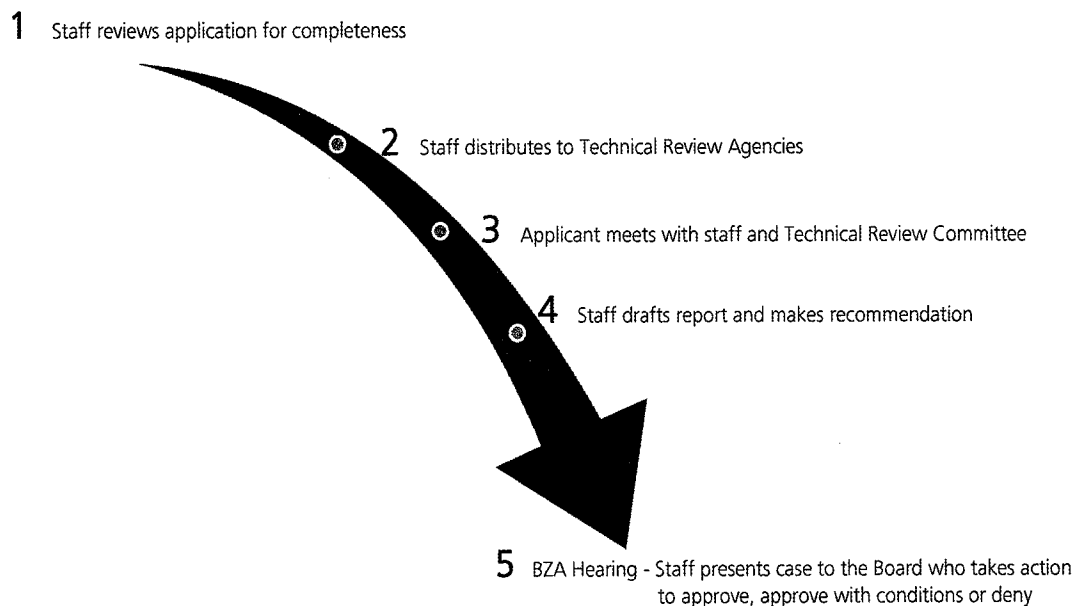 1 Staff reviews application for completeness
2 Staff distributes to Technical Review Agencies
3 Applicant meets with staff and Technical Review Committee
4 Staff drafts report and makes recommendation
5 BZA Hearing - Staff presents case to the Board who takes action
to approve, approve with conditions or deny